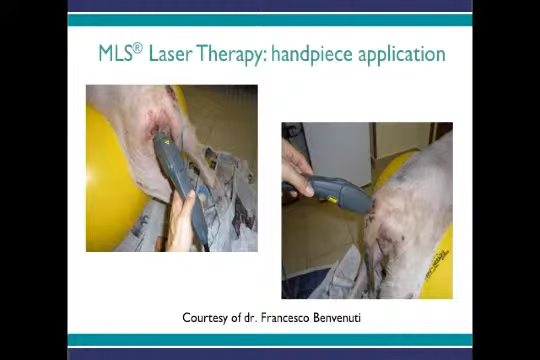 MLS® Laser Therapy: handpiece application
Courtesy of dr. Francesco Benvenuti